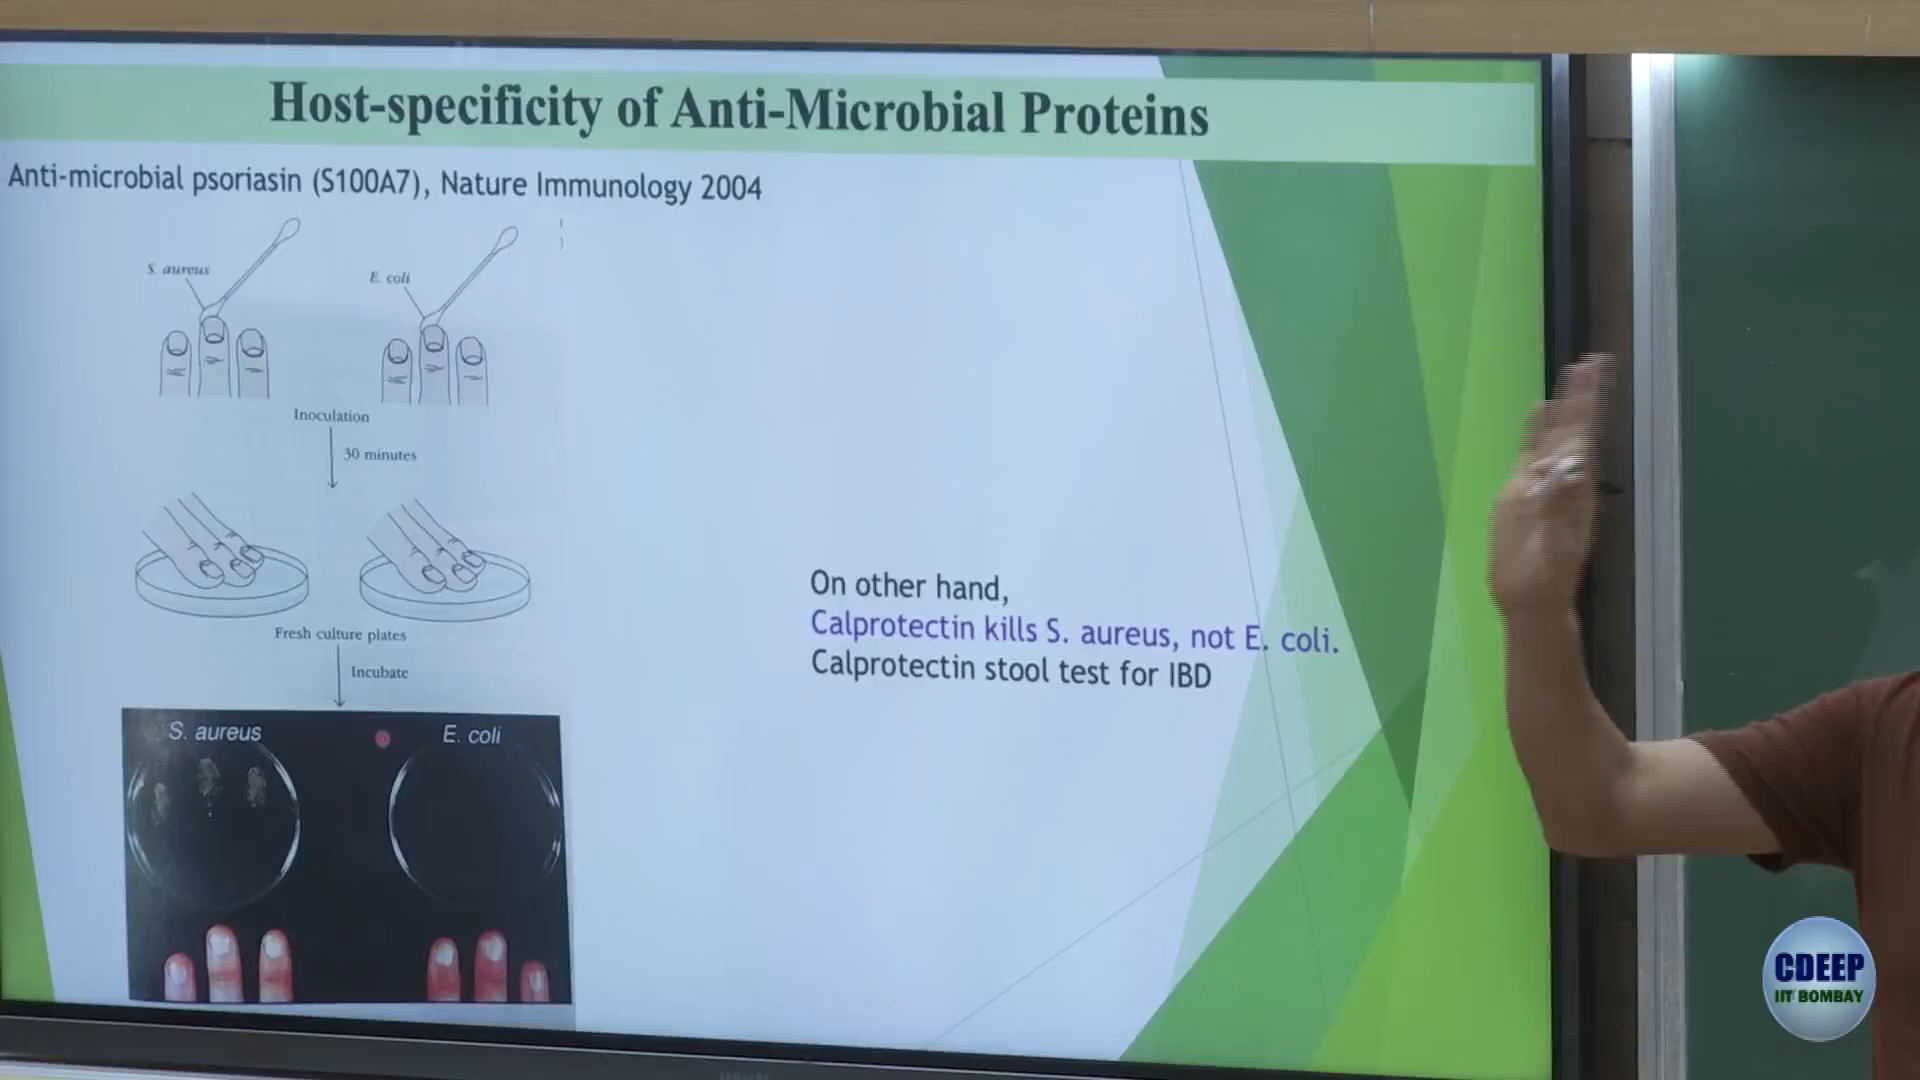 Host-specificity of Anti-Microbial Proteins
Anti-microbial psoriasin (S100A7), Nature Immunology 2004
S. aureus
E. coli
Inoculation
30 minutes
Fresh culture plates
Incubate
S. aureus
E. coli
On other hand,
Calprotectin kills S. aureus, not E. coli.
Calprotectin stool test for IBD
SAMSUNG
CDEEP
IIT BOMBAY